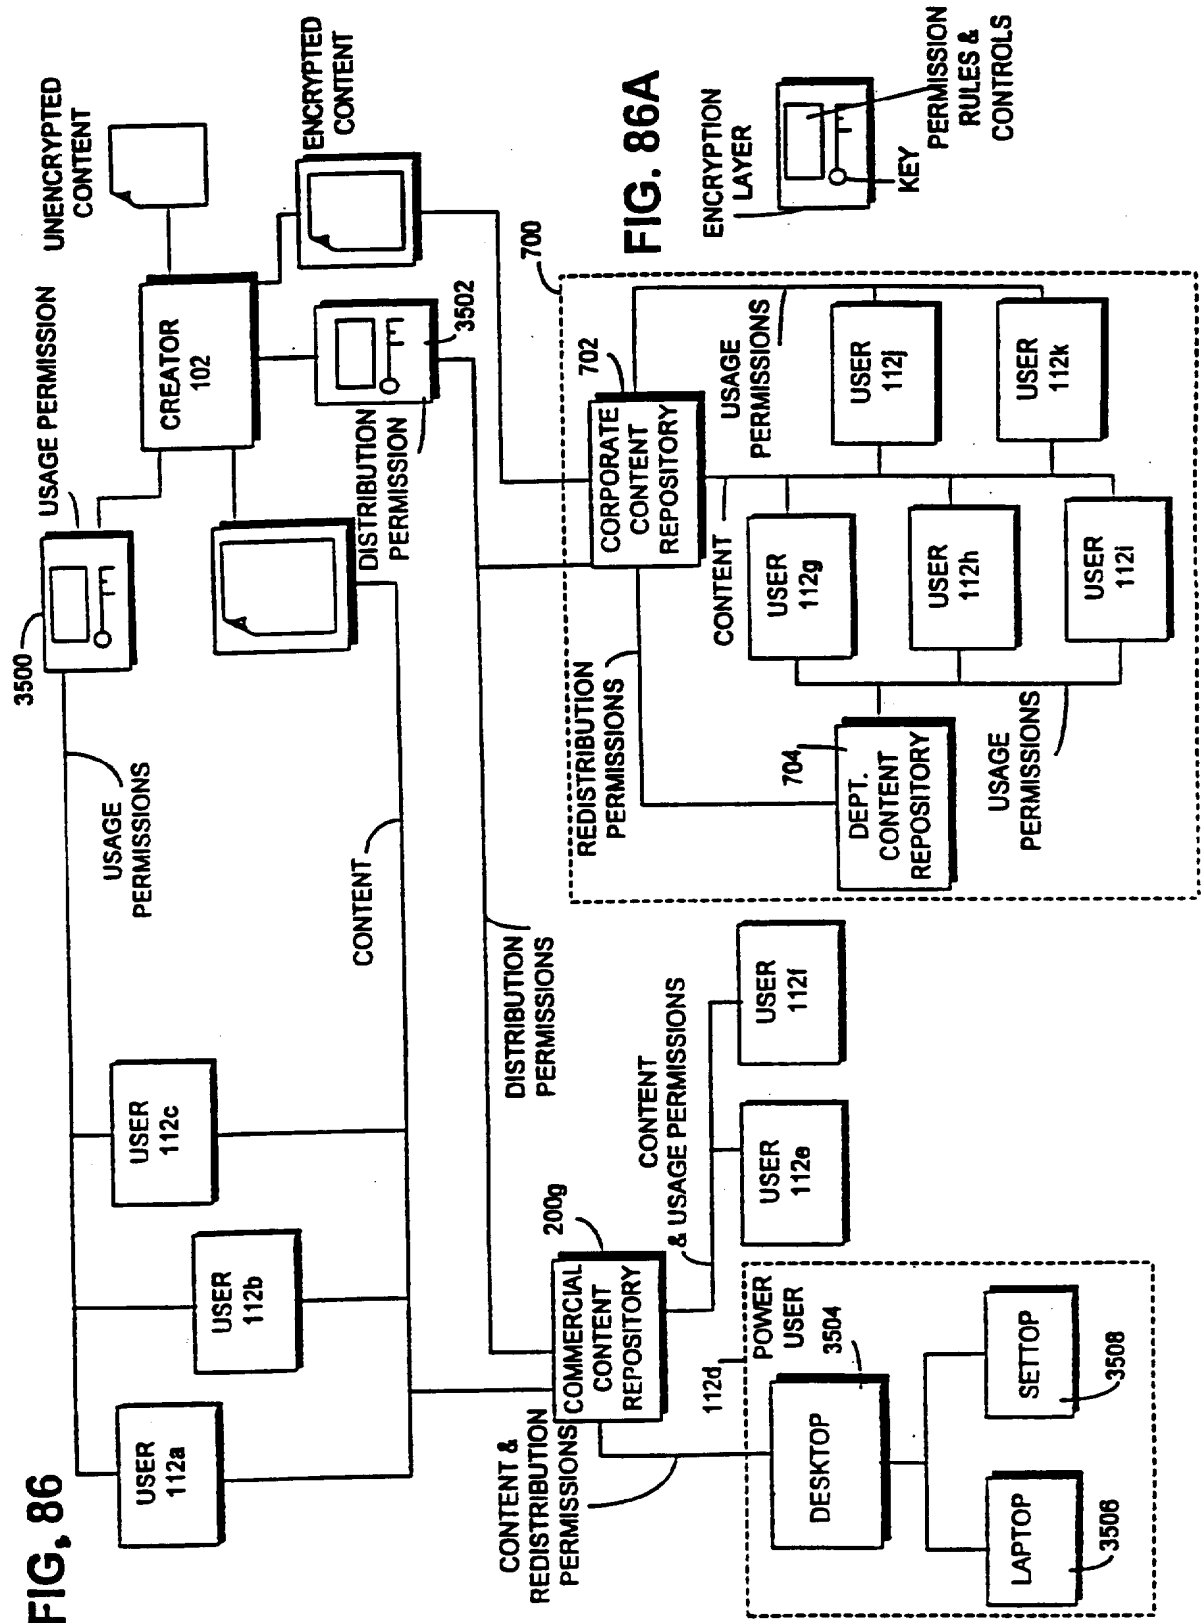 FIG, 86
3500
USAGE PERMISSION
UNENCRYPTED
CONTENT
CREATOR
102
ENCRYPTED
CONTENT
3502
DISTRIBUTION
PERMISSION
USAGE
PERMISSIONS
CONTENT
USER
112a
USER
112b
USER
112c
DISTRIBUTION
PERMISSIONS
COMMERCIAL
CONTENT
REPOSITORY
200g
CONTENT &
REDISTRIBUTION
PERMISSIONS
CONTENT
& USAGE PERMISSIONS
USER
112e
USER
112f
112d
POWER
USER
3504
DESKTOP
LAPTOP
3506
SETTOP
3508
700
702
CORPORATE
CONTENT
REPOSITORY
REDISTRIBUTION
PERMISSIONS
704
DEPT.
CONTENT
REPOSITORY
CONTENT
USAGE
PERMISSIONS
USER
112g
USER
112h
USER
112i
USER
112j
USER
112k
USAGE
PERMISSIONS
FIG. 86A
ENCRYPTION
LAYER
KEY
PERMISSION
RULES &
CONTROLS